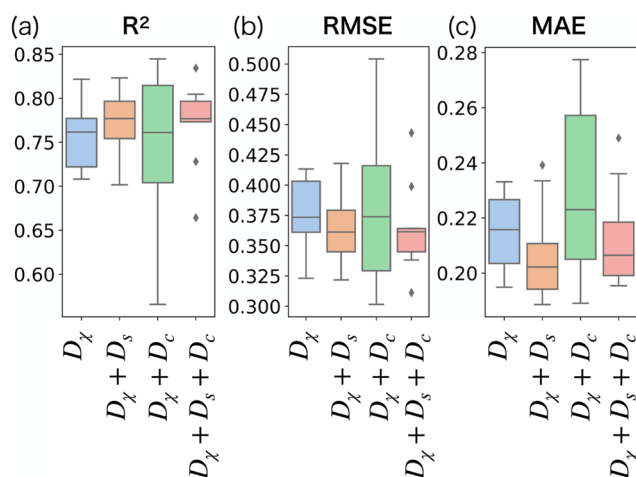 (a) R²
0.85
0.80
0.75
0.70
0.65
0.60
Dχ
Dχ + Ds
Dχ + Dc
Dχ + Ds + Dc
(b) RMSE
0.500
0.475
0.450
0.425
0.400
0.375
0.350
0.325
0.300
Dχ
Dχ + Ds
Dχ + Dc
Dχ + Ds + Dc
(c) MAE
0.28
0.26
0.24
0.22
0.20
Dχ
Dχ + Ds
Dχ + Dc
Dχ + Ds + Dc